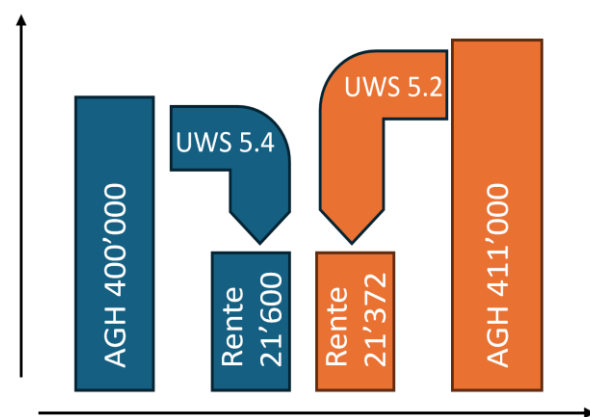 AGH 400’000
UWS 5.4
Rente
21’600
UWS 5.2
Rente
21’372
AGH 411’000